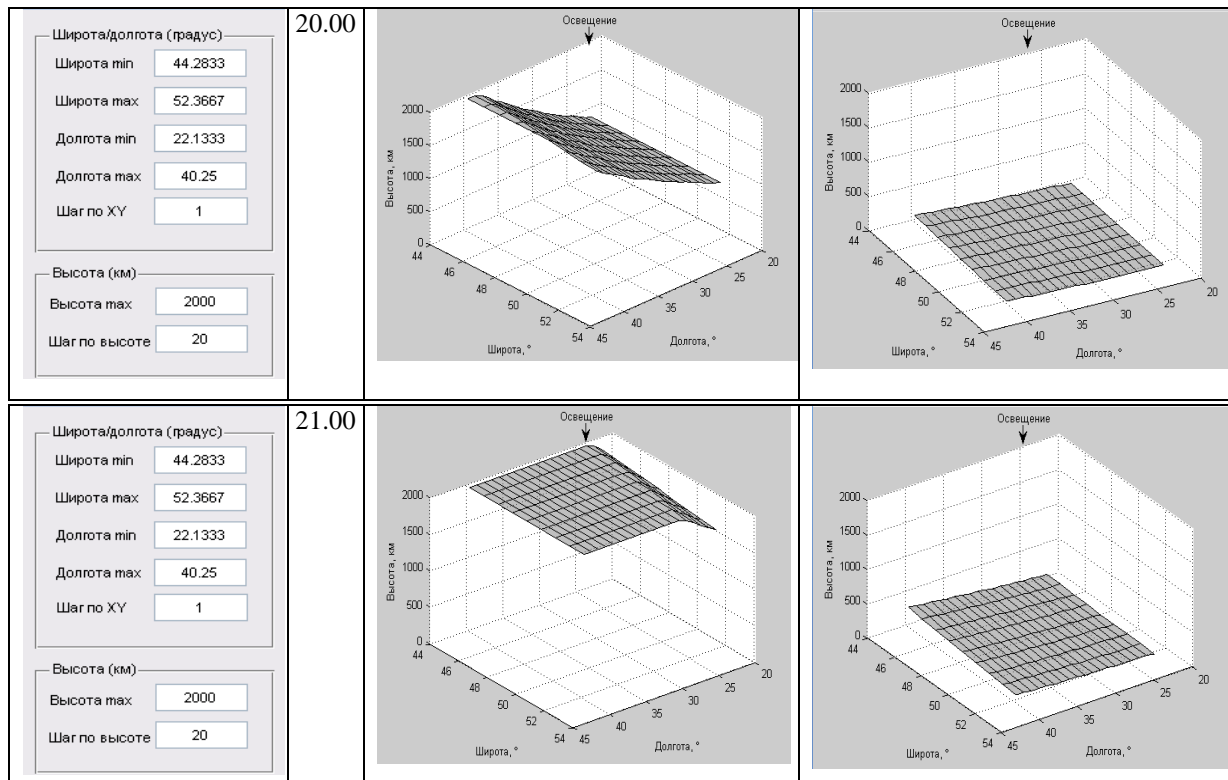 Широта/долгота (градус)
Широта min 44.2833
Широта max 52.3667
Долгота min 22.1333
Долгота max 40.25
Шаг по XY 1
Высота (км)
Высота max 2000
Шаг по высоте 20
20.00
Освещение
2000
1500
1000
500
0
Высота, км
44
46
48
50
52
54
Широта, °
45
40
35
30
25
20
Долгота, °
Освещение
2000
1500
1000
500
0
Высота, км
44
46
48
50
52
54
Широта, °
45
40
35
30
25
20
Долгота, °
Широта/долгота (градус)
Широта min 44.2833
Широта max 52.3667
Долгота min 22.1333
Долгота max 40.25
Шаг по XY 1
Высота (км)
Высота max 2000
Шаг по высоте 20
21.00
Освещение
2000
1500
1000
500
0
Высота, км
44
46
48
50
52
54
Широта, °
45
40
35
30
25
20
Долгота, °
Освещение
2000
1500
1000
500
0
Высота, км
44
46
48
50
52
54
Широта, °
45
40
35
30
25
20
Долгота, °